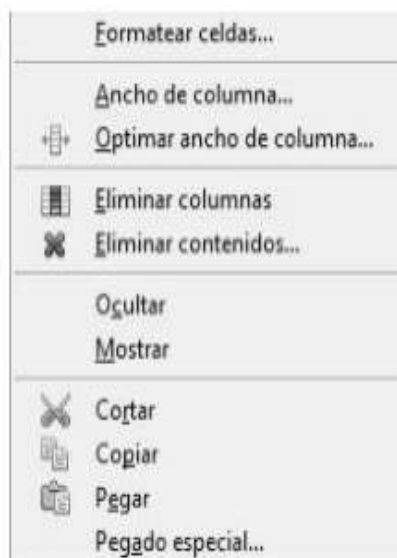 Formatear celdas...
Ancho de columna...
Optimar ancho de columna...
Eliminar columnas
Eliminar contenidos...
Ocultar
Mostrar
Cortar
Copiar
Pegar
Pegado especial...